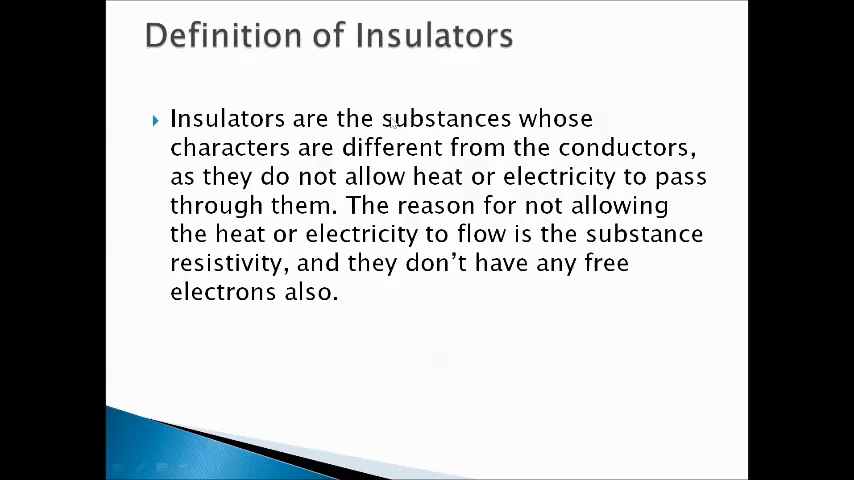 Definition of Insulators
Insulators are the substances whose
characters are different from the conductors,
as they do not allow heat or electricity to pass
through them. The reason for not allowing
the heat or electricity to flow is the substance
resistivity, and they don’t have any free
electrons also.